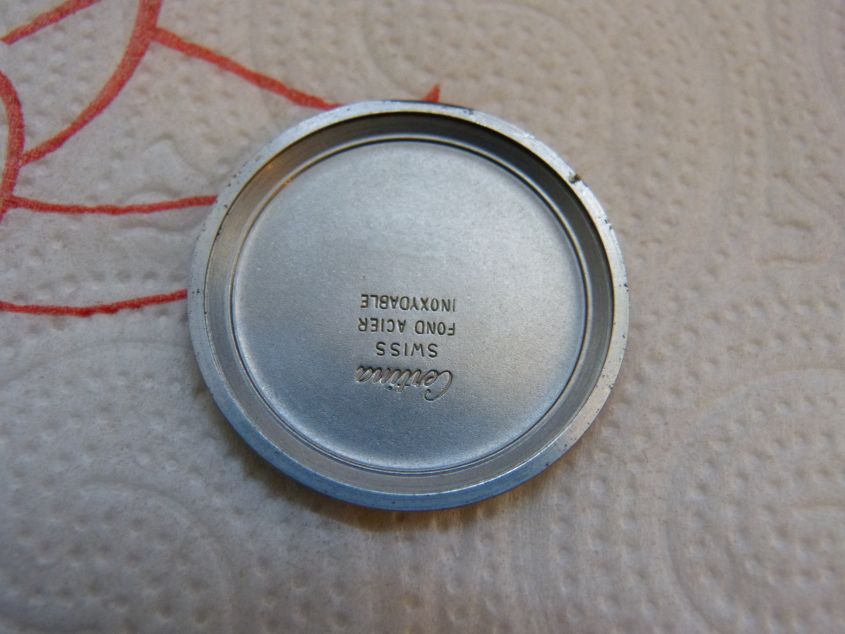 Certina
SWISS
FOND ACIER
INOXYDABLE